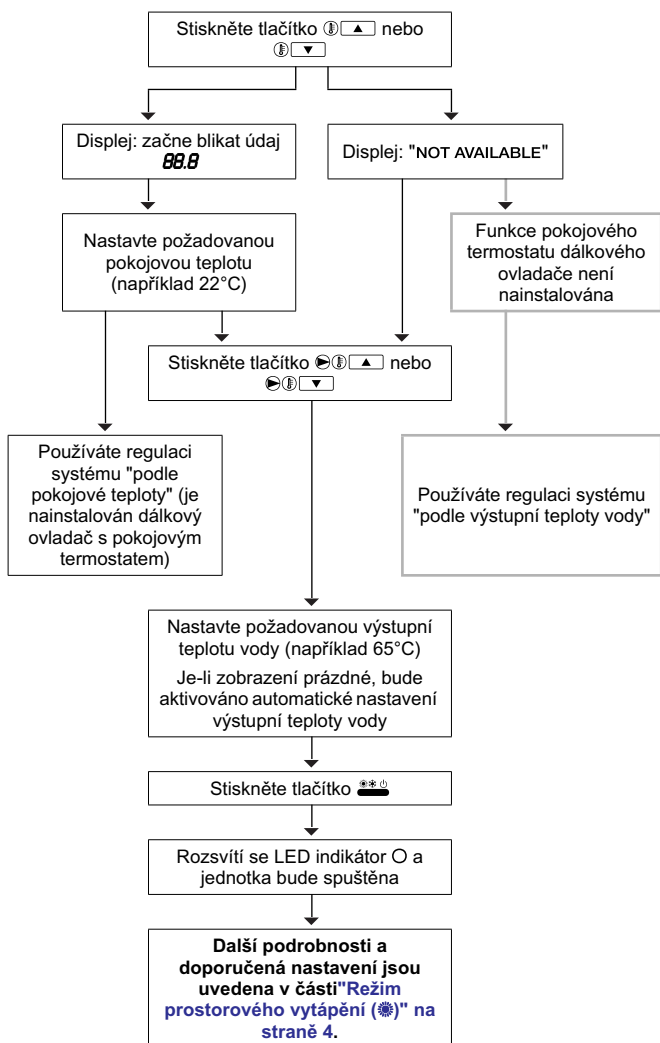 Stiskněte tlačítko ▲ nebo
▼
Displej: začne blikat údaj
88.8
Displej: "NOT AVAILABLE"
Nastavte požadovanou
pokojovou teplotu
(například 22°C)
Funkce pokojového
termostatu dálkového
ovladače není
nainstalována
Stiskněte tlačítko ▲ nebo
▼
Používáte regulaci
systému "podle
pokojové teploty" (je
nainstalován dálkový
ovladač s pokojovým
termostatem)
Používáte regulaci systému
"podle výstupní teploty vody"
Nastavte požadovanou výstupní
teplotu vody (například 65°C)
Je-li zobrazení prázdné, bude
aktivováno automatické nastavení
výstupní teploty vody
Stiskněte tlačítko
Rozsvítí se LED indikátor a
jednotka bude spuštěna
Další podrobnosti a
doporučená nastavení jsou
uvedena v části"Režim
prostorového vytápění ()" na
straně 4.